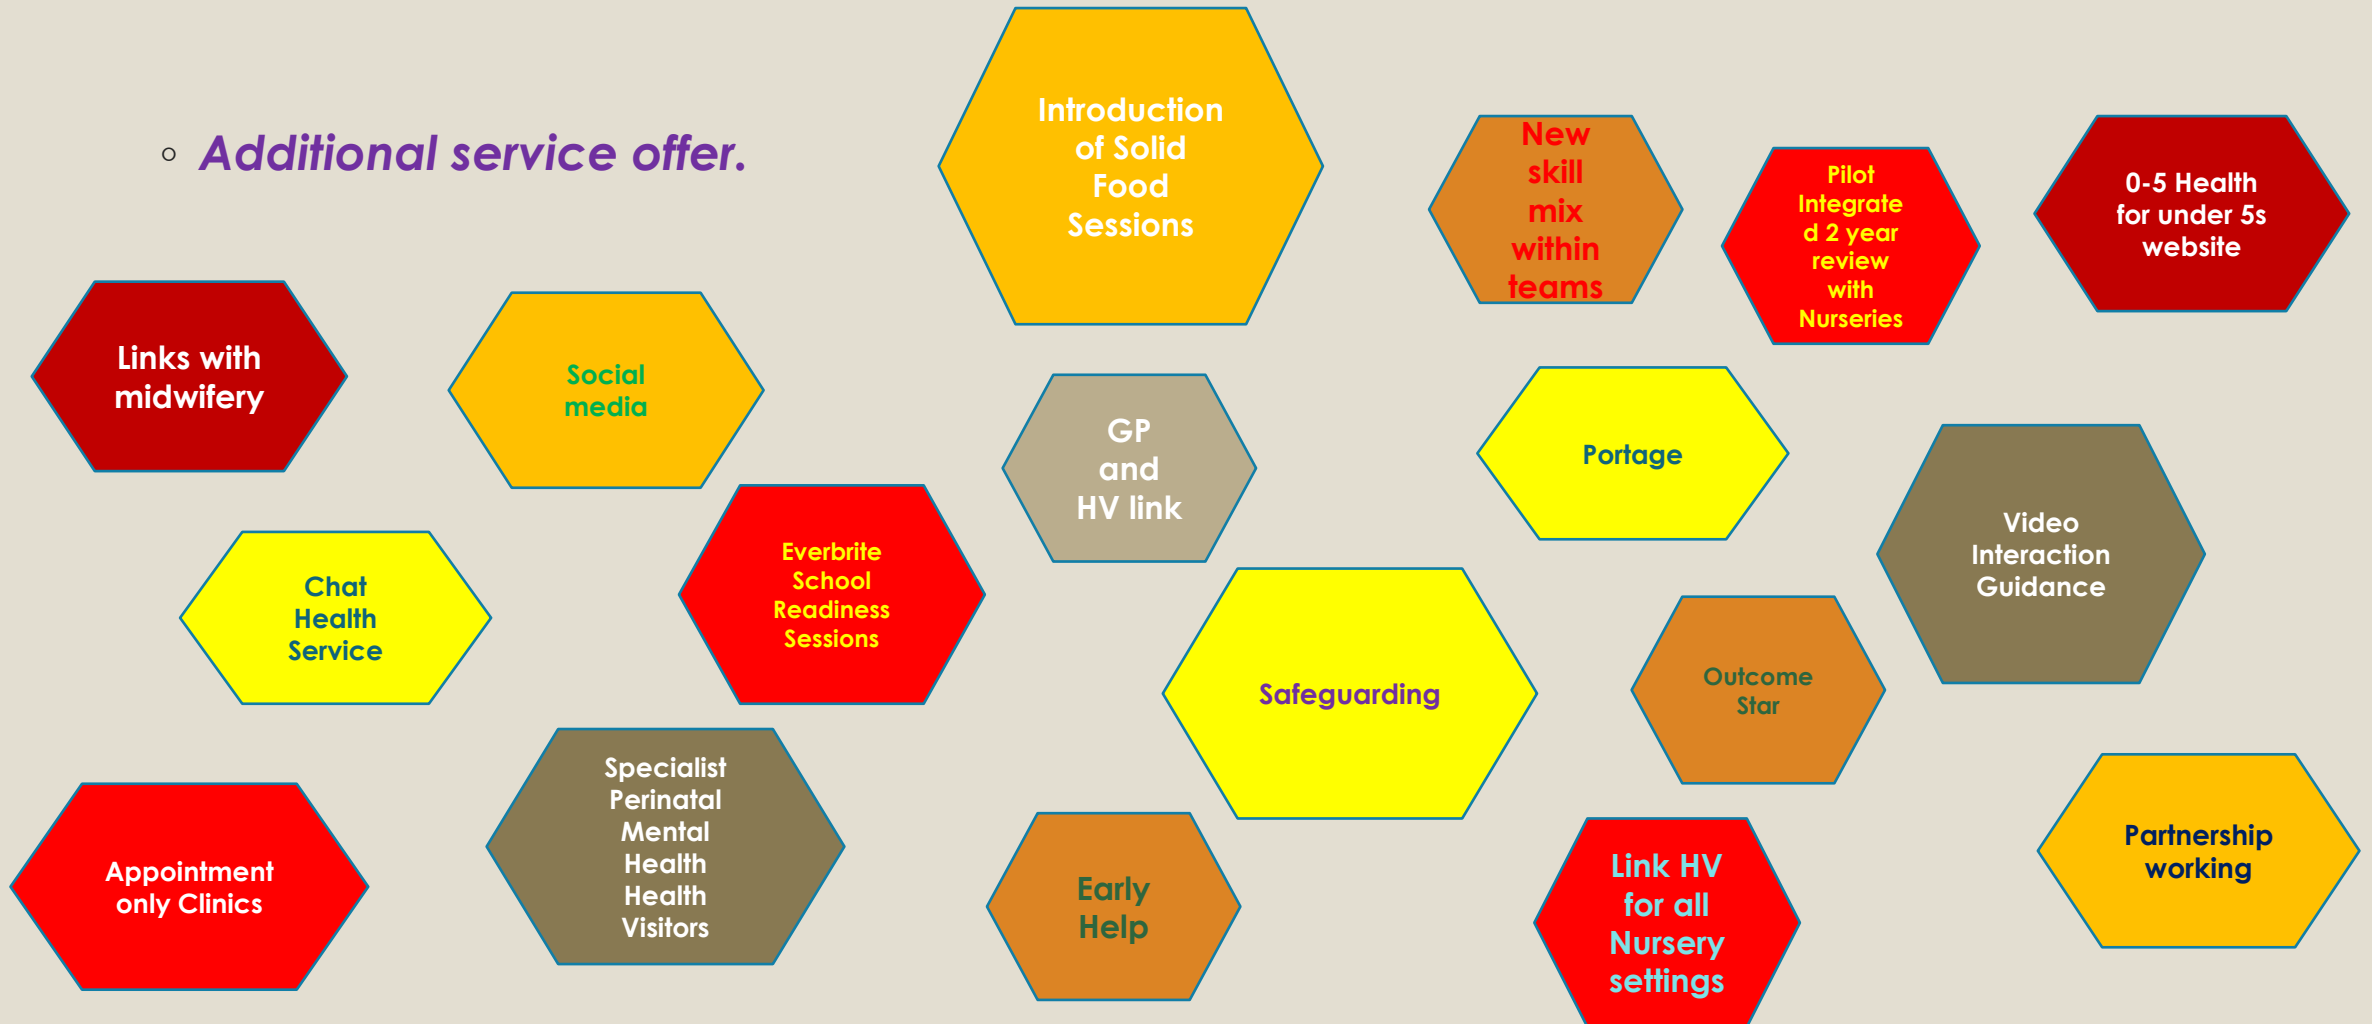 ◦ Additional service offer.
Introduction
of Solid
Food
Sessions
New
skill
mix
within
teams
Pilot
Integrate
d 2 year
review
with
Nurseries
0-5 Health
for under 5s
website
Links with
midwifery
Social
media
GP
and
HV link
Portage
Video
Interaction
Guidance
Chat
Health
Service
Everbrite
School
Readiness
Sessions
Safeguarding
Outcome
Star
Appointment
only Clinics
Specialist
Perinatal
Mental
Health
Health
Visitors
Early
Help
Link HV
for all
Nursery
settings
Partnership
working